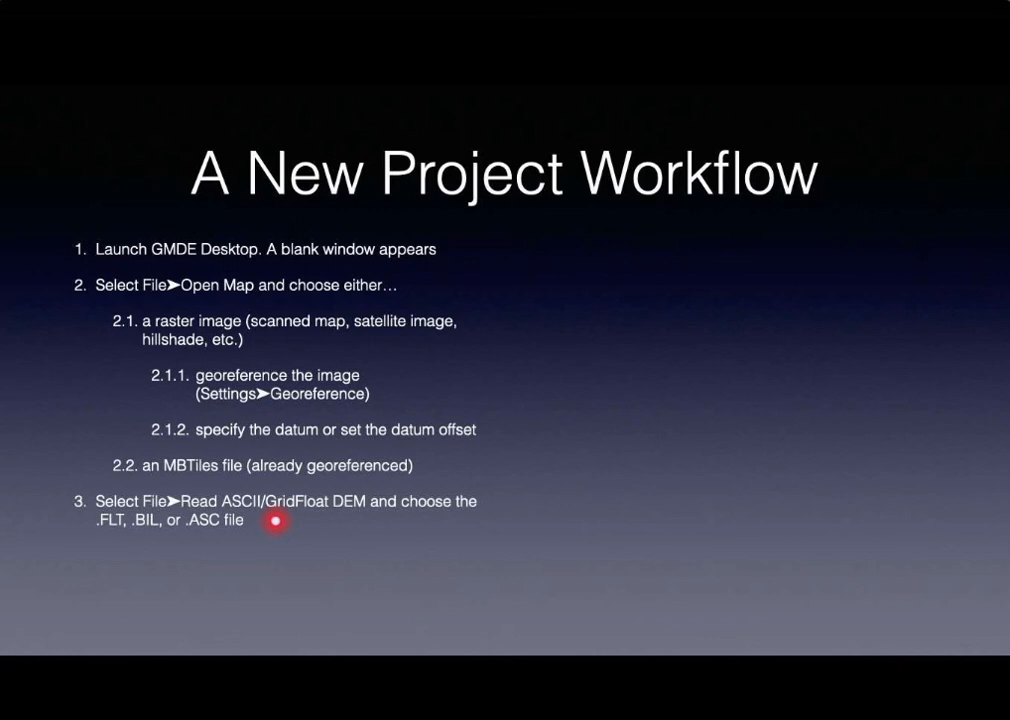 A New Project Workflow
1. Launch GMDE Desktop. A blank window appears
2. Select File➤Open Map and choose either…
2.1. a raster image (scanned map, satellite image,
hillshade, etc.)
2.1.1. georeference the image
(Settings➤Georeference)
2.1.2. specify the datum or set the datum offset
2.2. an MBTiles file (already georeferenced)
3. Select File➤Read ASCII/GridFloat DEM and choose the
.FLT, .BIL, or .ASC file